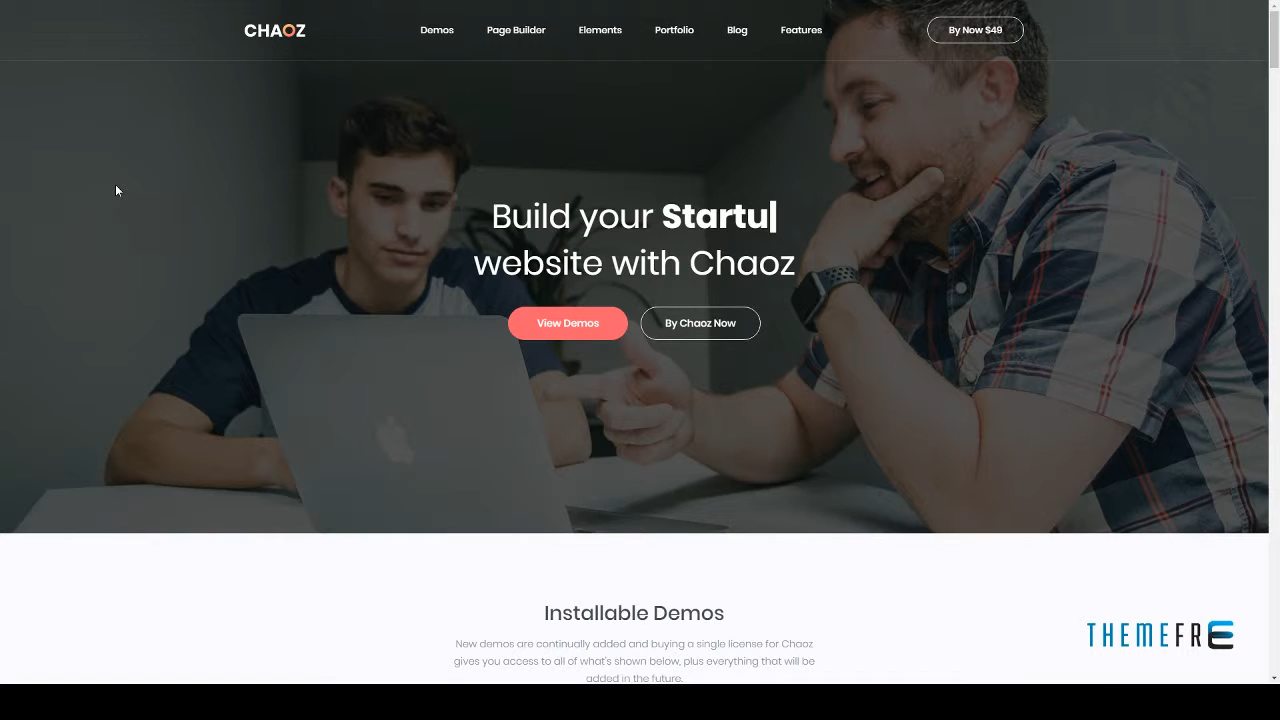 CHAOZ
Demos
Page Builder
Elements
Portfolio
Blog
Features
By Now $49
Build your Startu
website with Chaoz
View Demos
By Chaoz Now
Installable Demos
New demos are continually added and buying a single license for Chaoz
gives you access to all of what's shown below, plus everything that will be
added in the future.
THEMEFRE